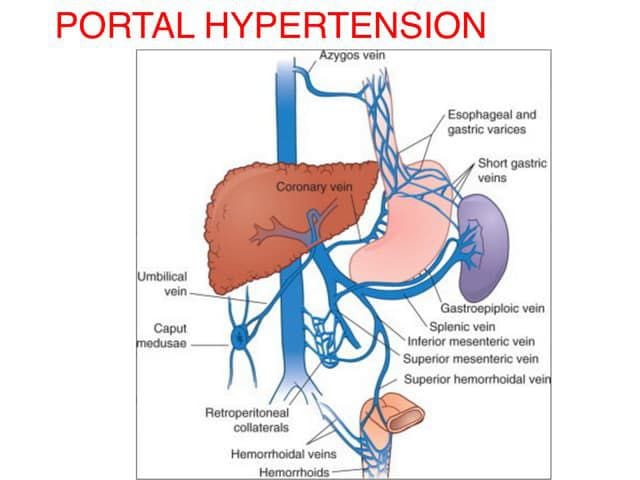 PORTAL HYPERTENSION
Azygos vein
Esophageal and
gastric varices
Short gastric
veins
Coronary vein
Umbilical
vein
Gastroepiploic vein
Splenic vein
Caput
medusae
Inferior mesenteric vein
Superior mesenteric vein
Superior hemorrhoidal vein
Retroperitoneal
collaterals
Hemorrhoidal veins
Hemorrhoids